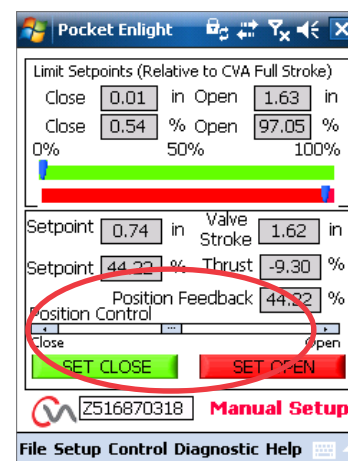 Pocket Enlight
Limit Setpoints (Relative to CVA Full Stroke)
Close 0.01 in Open 1.63 in
Close 0.54 % Open 97.05 %
0% 50% 100%
Setpoint 0.74 in Valve Stroke 1.62 in
Setpoint 44.22 % Thrust -9.30 %
Position Feedback 44.22 %
Position Control
Close Open
SET CLOSE SET OPEN
Z516870318 Manual Setup
File Setup Control Diagnostic Help